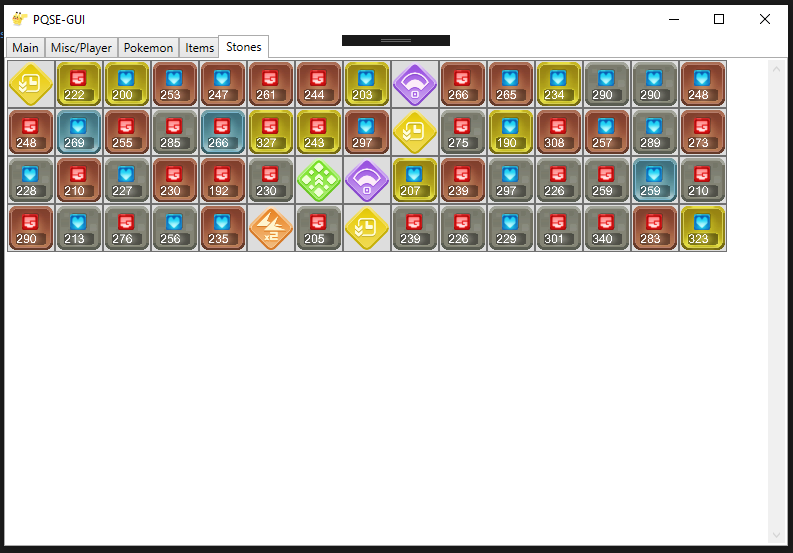 PQSE-GUI
Main Misc/Player Pokemon Items Stones
222 200 253 247 261 244 203 266 265 234 290 290 248
248 269 255 285 266 327 243 297 275 190 308 257 289 273
228 210 227 230 192 230 207 239 297 226 259 259 210
290 213 276 256 235 x2 205 239 226 229 301 340 283 323